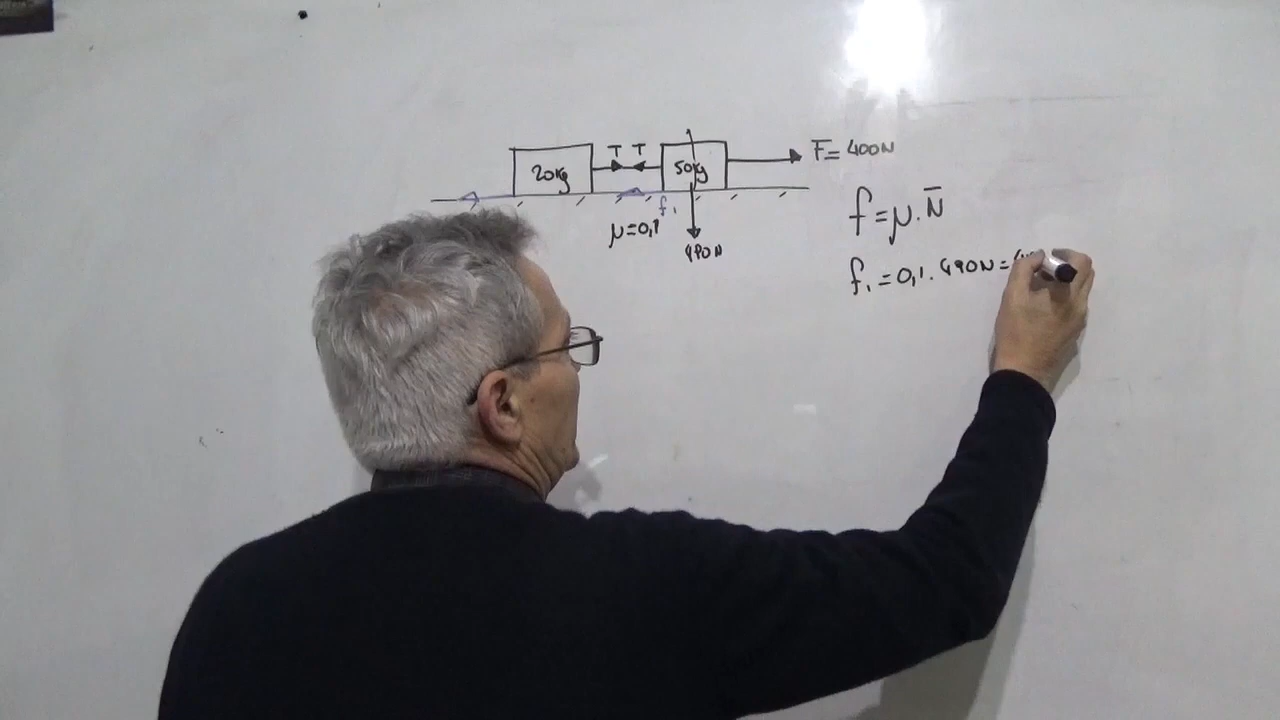 T T
20kg
50kg
F = 400N
f = μ . N̄
f₁
μ=0,1
490N
f₁ = 0,1 . 490N =